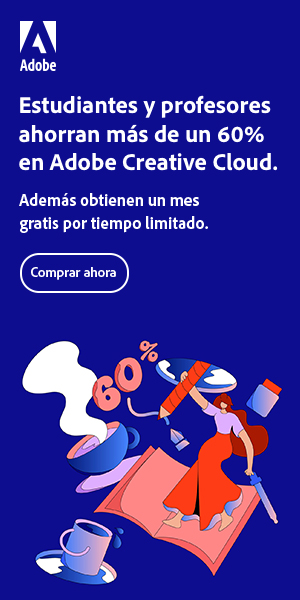 Adobe
Estudiantes y profesores
ahorran más de un 60%
en Adobe Creative Cloud.
Además obtienen un mes
gratis por tiempo limitado.
Comprar ahora
60%